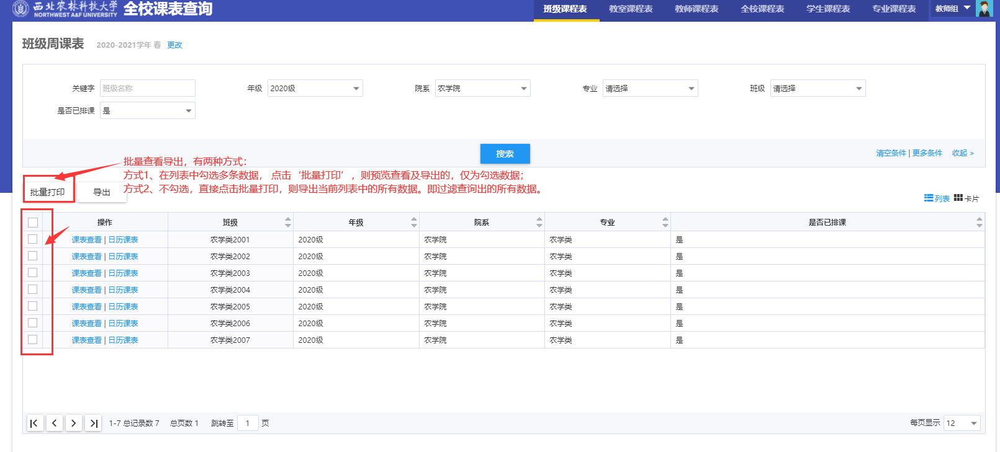 西北农林科技大学
NORTHWEST A&F UNIVERSITY
全校课表查询
班级课程表 教室课程表 教师课程表 全校课程表 学生课程表 专业课程表 教师组
班级周课表 2020-2021学年 春 更改
关键字 班级名称 年级 2020级 院系 农学院 专业 请选择 班级 请选择
是否已排课 是
搜索
清空条件 | 更多条件 收起 >
批量查看导出，有两种方式：
方式1、在列表中勾选多条数据， 点击‘批量打印’，则预览查看及导出的，仅为勾选数据；
方式2、不勾选，直接点击批量打印，则导出当前列表中的所有数据。即过滤查询出的所有数据。
批量打印 导出
列表 卡片
操作 班级 年级 院系 专业 是否已排课
课表查看 | 日历课表 农学类2001 2020级 农学院 农学类 是
课表查看 | 日历课表 农学类2002 2020级 农学院 农学类 是
课表查看 | 日历课表 农学类2003 2020级 农学院 农学类 是
课表查看 | 日历课表 农学类2004 2020级 农学院 农学类 是
课表查看 | 日历课表 农学类2005 2020级 农学院 农学类 是
课表查看 | 日历课表 农学类2006 2020级 农学院 农学类 是
课表查看 | 日历课表 农学类2007 2020级 农学院 农学类 是
1-7 总记录数 7 总页数 1 跳转至 1 页 每页显示 12